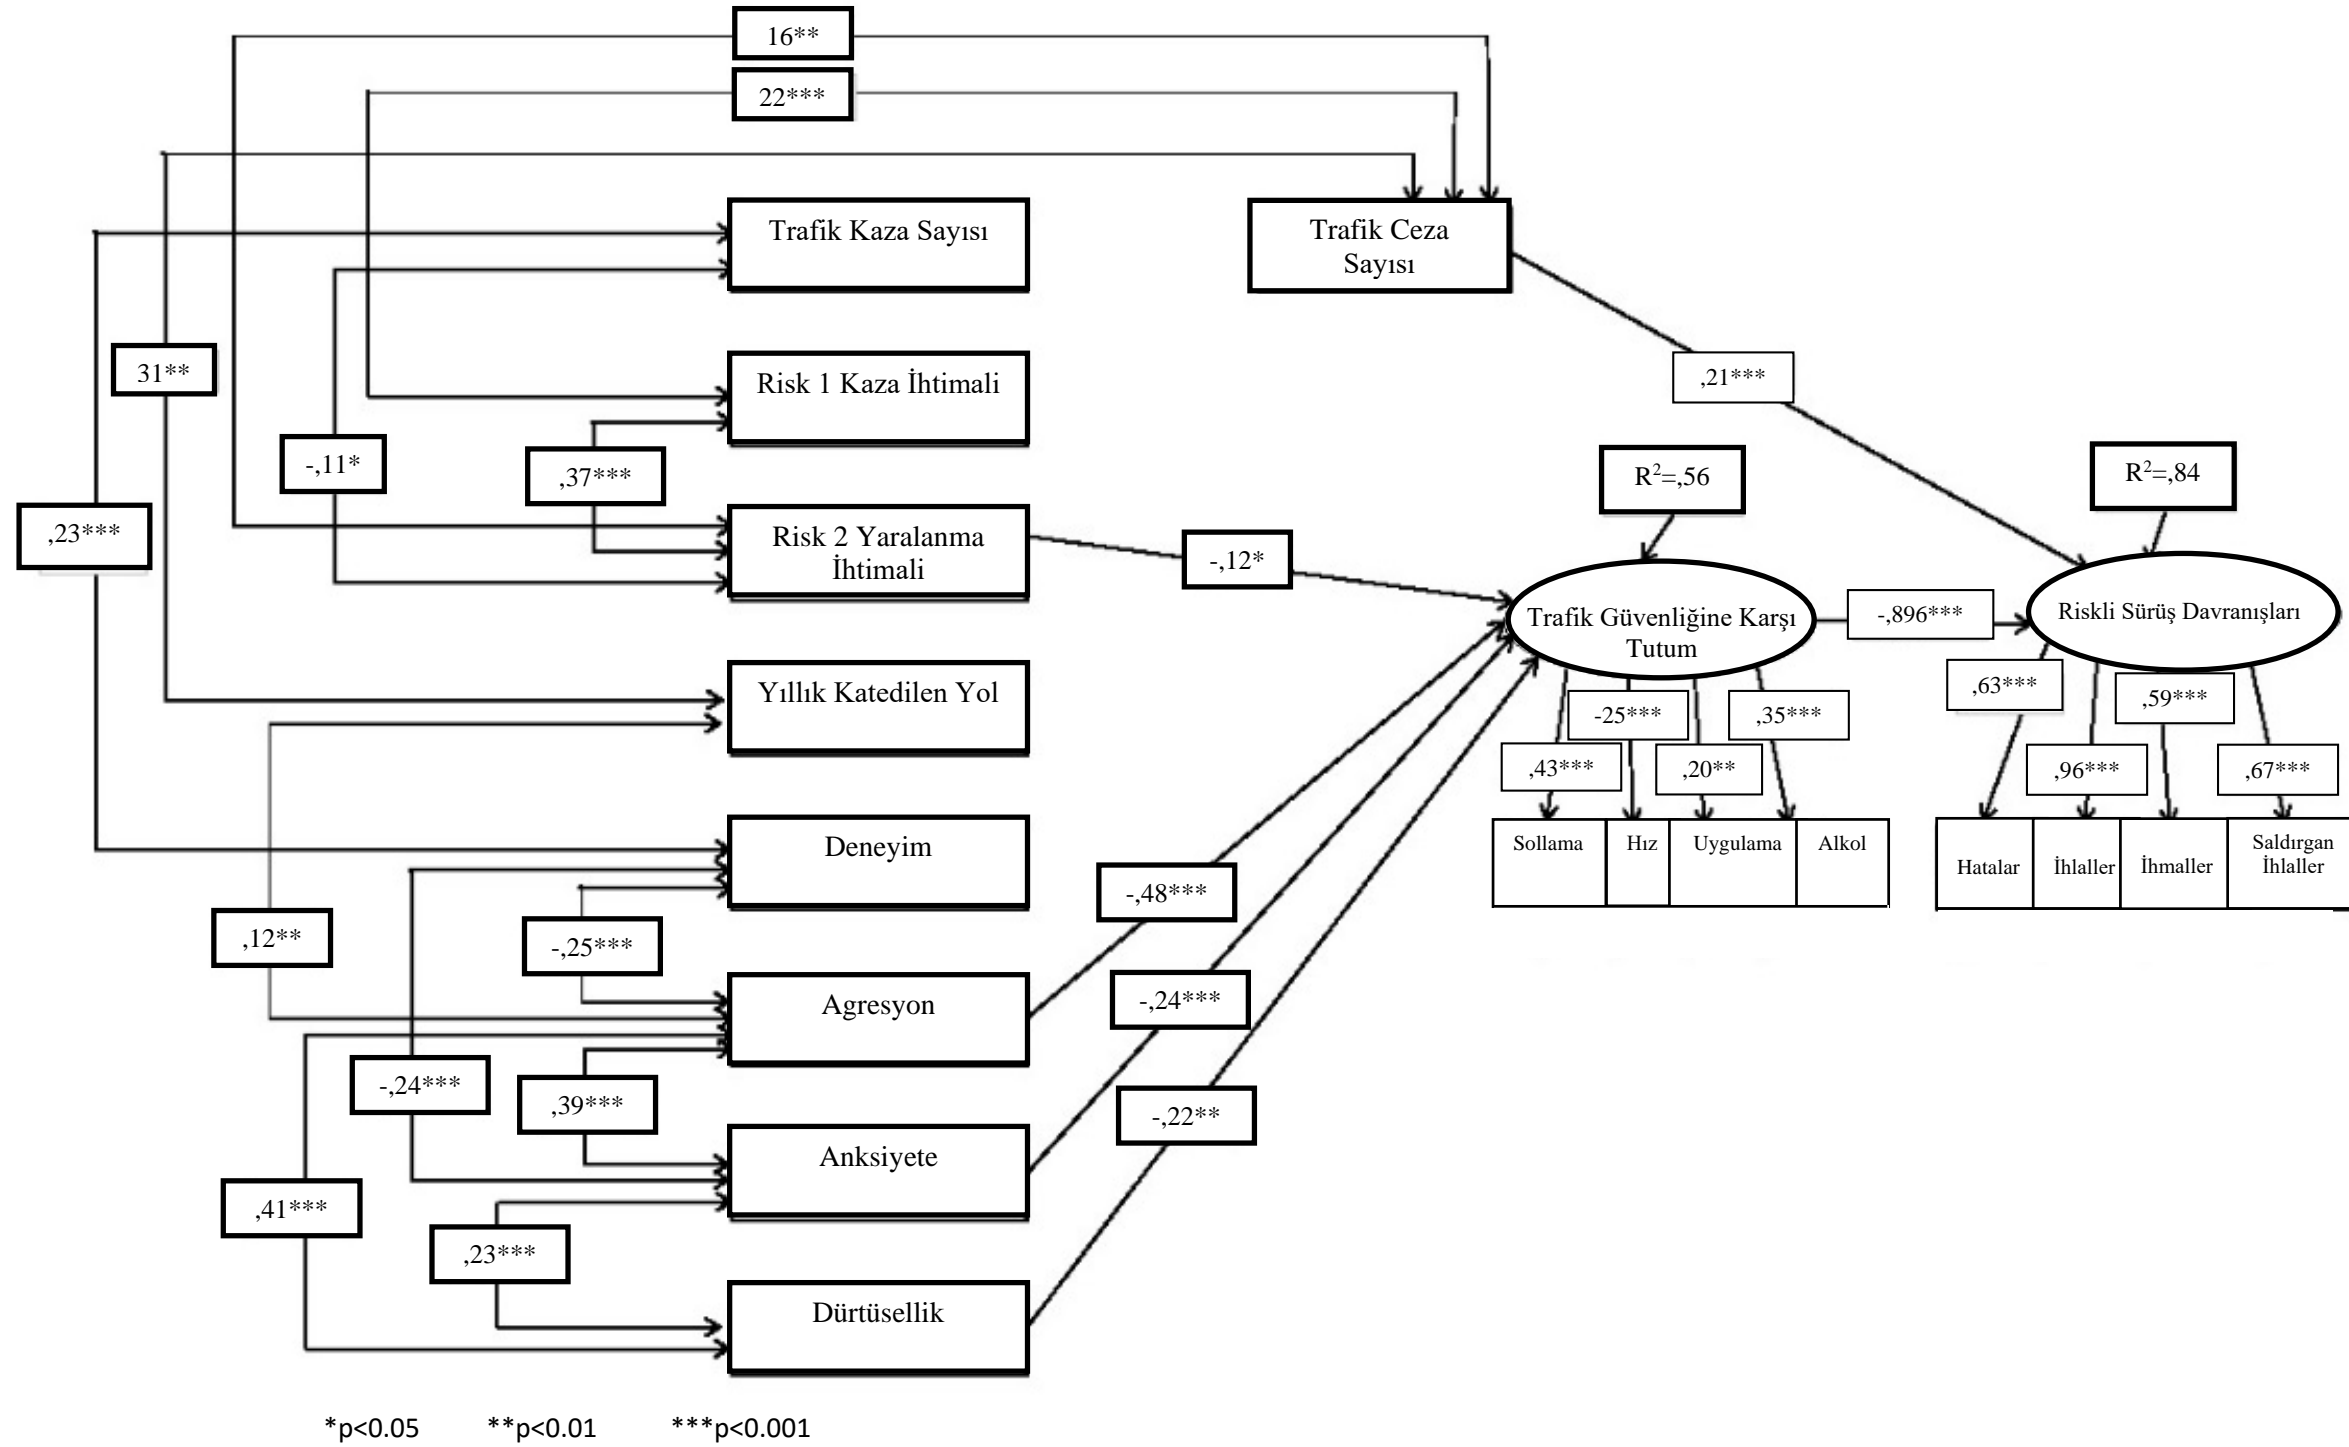 16**
22***
Trafik Kaza Sayısı
Trafik Ceza
Sayısı
31**
Risk 1 Kaza İhtimali
,21***
-,11*
,37***
R²=,56
R²=,84
,23***
Risk 2 Yaralanma
İhtimali
-,12*
Trafik Güvenliğine Karşı
Tutum
-,896***
Riskli Sürüş Davranışları
Yıllık Katedilen Yol
-25***
,35***
,63***
,59***
,43***
,20**
,96***
,67***
Deneyim
Sollama
Hız
Uygulama
Alkol
Hatalar
İhlaller
İhmaller
Saldırgan
İhlaller
,12**
-,25***
-,48***
Agresyon
-,24***
-,24***
,39***
-,22**
Anksiyete
,41***
,23***
Dürtüsellik
*p<0.05 **p<0.01 ***p<0.001